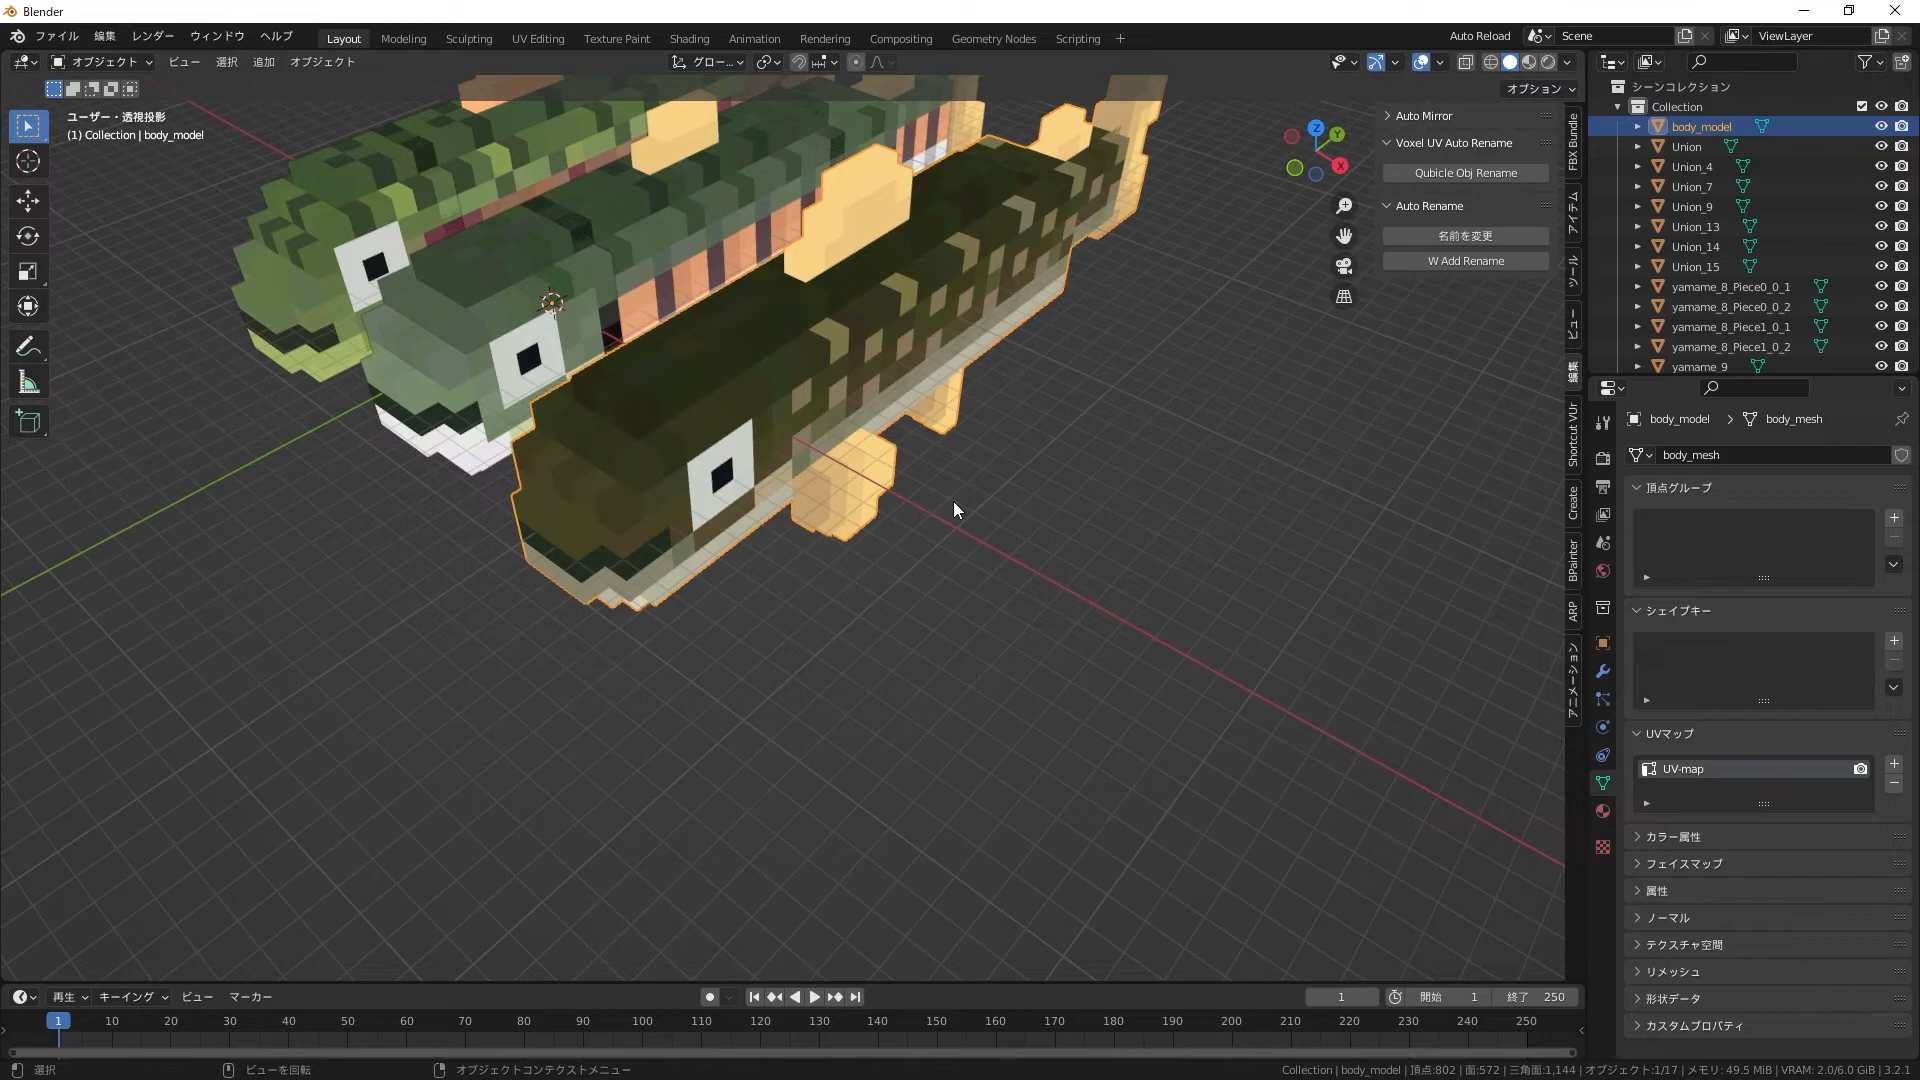 Blender
ファイル 編集 レンダー ウィンドウ ヘルプ Layout Modeling Sculpting UV Editing Texture Paint Shading Animation Rendering Compositing Geometry Nodes Scripting + Auto Reload Scene ViewLayer
オブジェクト ビュー 選択 追加 オブジェクト グロー...
オプション
ユーザー・透視投影
(1) Collection | body_model
Z
Y
X
Auto Mirror
Voxel UV Auto Rename
Qubicle Obj Rename
Auto Rename
名前を変更
W Add Rename
FBX Bundle
アイテム
ツール
ビュー
編集
Shortcut VUr
Create
BPainter
ARP
アニメーション
シーンコレクション
Collection
body_model
Union
Union_4
Union_7
Union_9
Union_13
Union_14
Union_15
yamame_8_Piece0_0_1
yamame_8_Piece0_0_2
yamame_8_Piece1_0_1
yamame_8_Piece1_0_2
yamame_9
body_model > body_mesh
body_mesh
頂点グループ
シェイプキー
UVマップ
UV-map
カラー属性
フェイスマップ
属性
ノーマル
テクスチャ空間
リメッシュ
形状データ
カスタムプロパティ
再生 キーイング ビュー マーカー 1 開始 1 終了 250
1 10 20 30 40 50 60 70 80 90 100 110 120 130 140 150 160 170 180 190 200 210 220 230 240 250
選択 ビューを回転 オブジェクトコンテクストメニュー Collection | body_model | 頂点:802 | 面:572 | 三角面:1,144 | オブジェクト:1/17 | メモリ: 49.5 MiB | VRAM: 2.0/6.0 GiB | 3.2.1